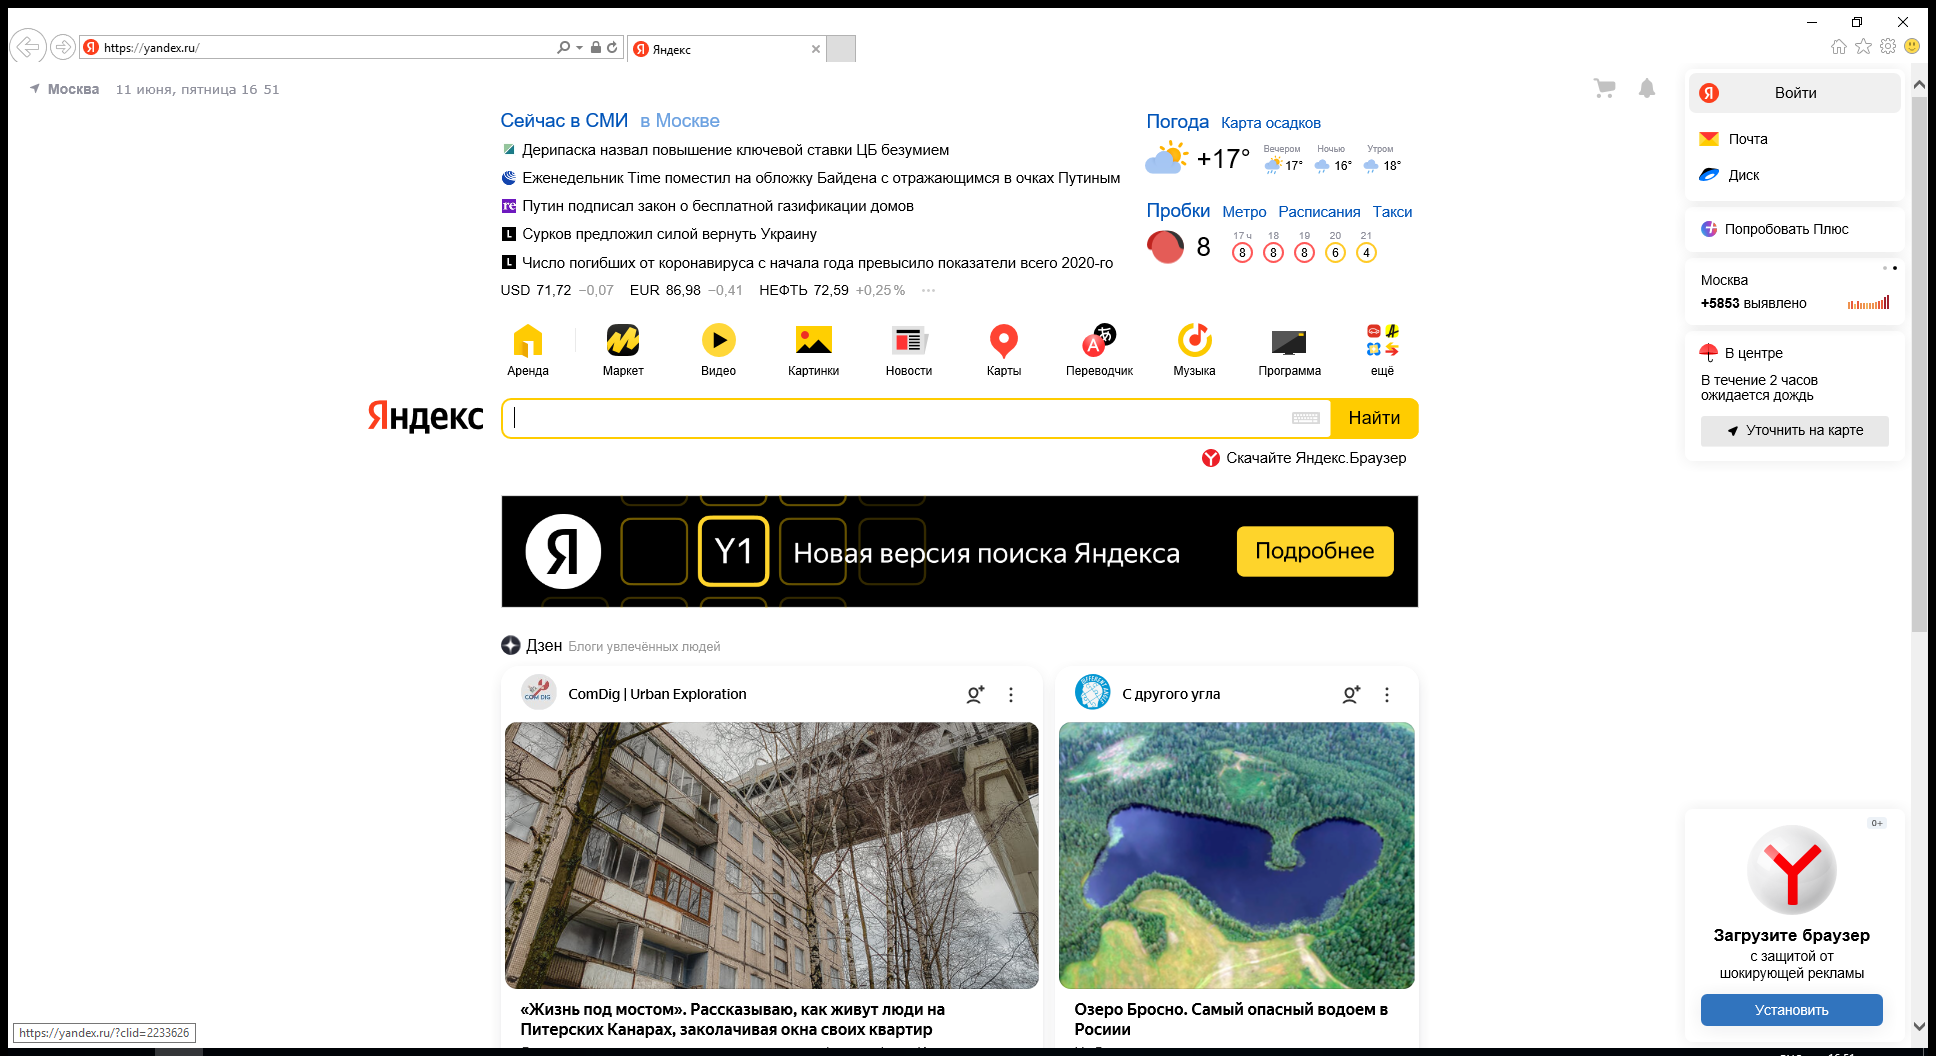 https://yandex.ru/
Яндекс
Москва 11 июня, пятница 16 51
Сейчас в СМИ в Москве
Дерипаска назвал повышение ключевой ставки ЦБ безумием
Еженедельник Time поместил на обложку Байдена с отражающимся в очках Путиным
Путин подписал закон о бесплатной газификации домов
Сурков предложил силой вернуть Украину
Число погибших от коронавируса с начала года превысило показатели всего 2020-го
USD 71,72 −0,07 EUR 86,98 −0,41 НЕФТЬ 72,59 +0,25% ···
Погода Карта осадков
+17° Вечером 17° Ночью 16° Утром 18°
Пробки Метро Расписания Такси
8
17 ч 18 19 20 21
8 8 8 6 4
Войти
Почта
Диск
Попробовать Плюс
Москва
+5853 выявлено
В центре
В течение 2 часов
ожидается дождь
Уточнить на карте
Аренда Маркет Видео Картинки Новости Карты Переводчик Музыка Программа ещё
Яндекс Найти
Скачайте Яндекс.Браузер
Я Y1 Новая версия поиска Яндекса Подробнее
Дзен Блоги увлечённых людей
COM DIG
ComDig | Urban Exploration
С другого угла
«Жизнь под мостом». Рассказываю, как живут люди на
Питерских Канарах, заколачивая окна своих квартир
Озеро Бросно. Самый опасный водоем в
Росиии
0+
Загрузите браузер
с защитой от
шокирующей рекламы
Установить
https://yandex.ru/?clid=2233626